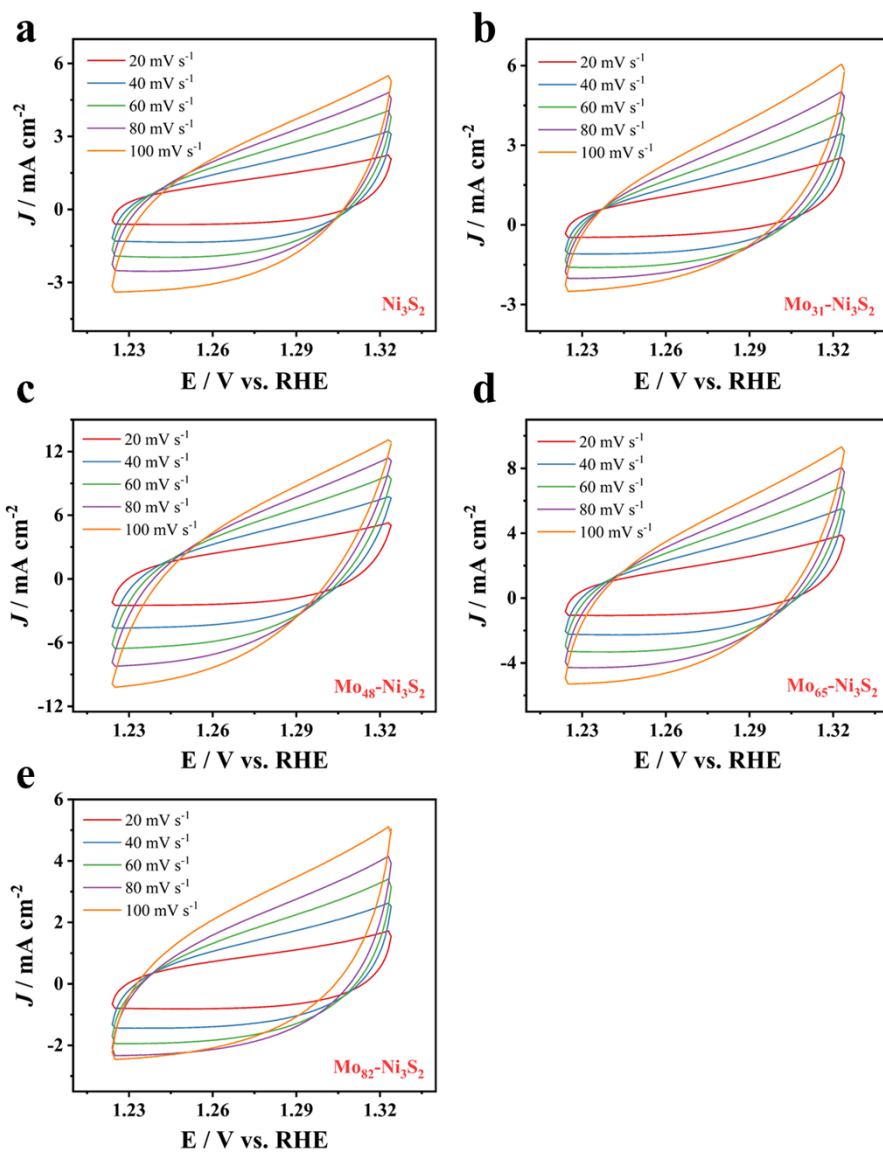 a
6
3
0
-3
J / mA cm⁻²
20 mV s⁻¹
40 mV s⁻¹
60 mV s⁻¹
80 mV s⁻¹
100 mV s⁻¹
Ni₃S₂
1.23 1.26 1.29 1.32
E / V vs. RHE
b
6
3
0
-3
J / mA cm⁻²
20 mV s⁻¹
40 mV s⁻¹
60 mV s⁻¹
80 mV s⁻¹
100 mV s⁻¹
Mo₃₁-Ni₃S₂
1.23 1.26 1.29 1.32
E / V vs. RHE
c
12
6
0
-6
-12
J / mA cm⁻²
20 mV s⁻¹
40 mV s⁻¹
60 mV s⁻¹
80 mV s⁻¹
100 mV s⁻¹
Mo₄₈-Ni₃S₂
1.23 1.26 1.29 1.32
E / V vs. RHE
d
8
4
0
-4
J / mA cm⁻²
20 mV s⁻¹
40 mV s⁻¹
60 mV s⁻¹
80 mV s⁻¹
100 mV s⁻¹
Mo₆₅-Ni₃S₂
1.23 1.26 1.29 1.32
E / V vs. RHE
e
6
4
2
0
-2
J / mA cm⁻²
20 mV s⁻¹
40 mV s⁻¹
60 mV s⁻¹
80 mV s⁻¹
100 mV s⁻¹
Mo₈₂-Ni₃S₂
1.23 1.26 1.29 1.32
E / V vs. RHE